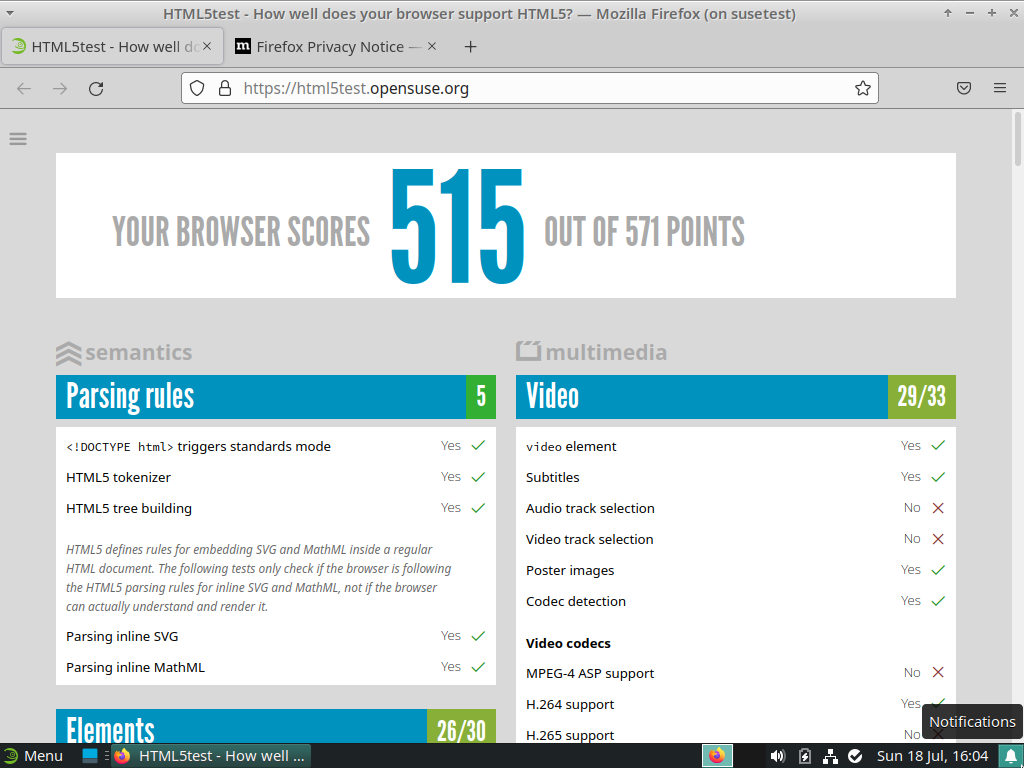 HTML5test - How well does your browser support HTML5? — Mozilla Firefox (on susetest)
HTML5test - How well do
Firefox Privacy Notice —
https://html5test.opensuse.org
YOUR BROWSER SCORES 515 OUT OF 571 POINTS
semantics
Parsing rules 5
<!DOCTYPE html> triggers standards mode Yes
HTML5 tokenizer Yes
HTML5 tree building Yes
HTML5 defines rules for embedding SVG and MathML inside a regular
HTML document. The following tests only check if the browser is following
the HTML5 parsing rules for inline SVG and MathML, not if the browser
can actually understand and render it.
Parsing inline SVG Yes
Parsing inline MathML Yes
Elements 26/30
multimedia
Video 29/33
video element Yes
Subtitles Yes
Audio track selection No
Video track selection No
Poster images Yes
Codec detection Yes
Video codecs
MPEG-4 ASP support No
H.264 support Yes
H.265 support No
Notifications
Menu
HTML5test - How well ...
Sun 18 Jul, 16:04